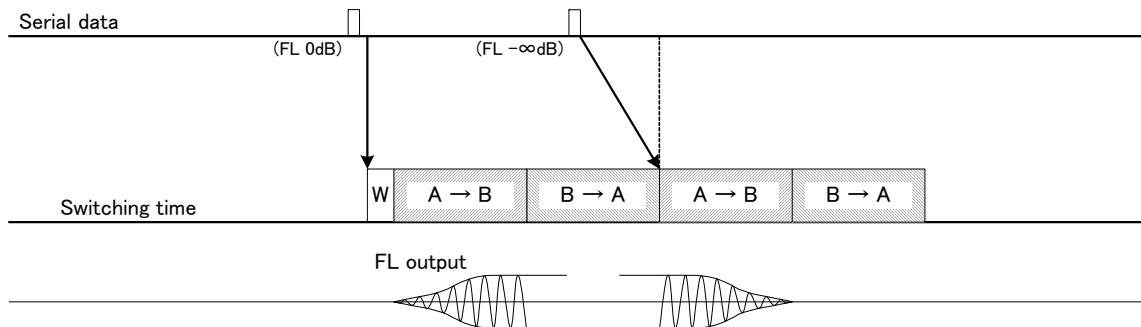 Serial data
(FL 0dB) (FL -∞dB)
W A → B B → A A → B B → A
Switching time
FL output